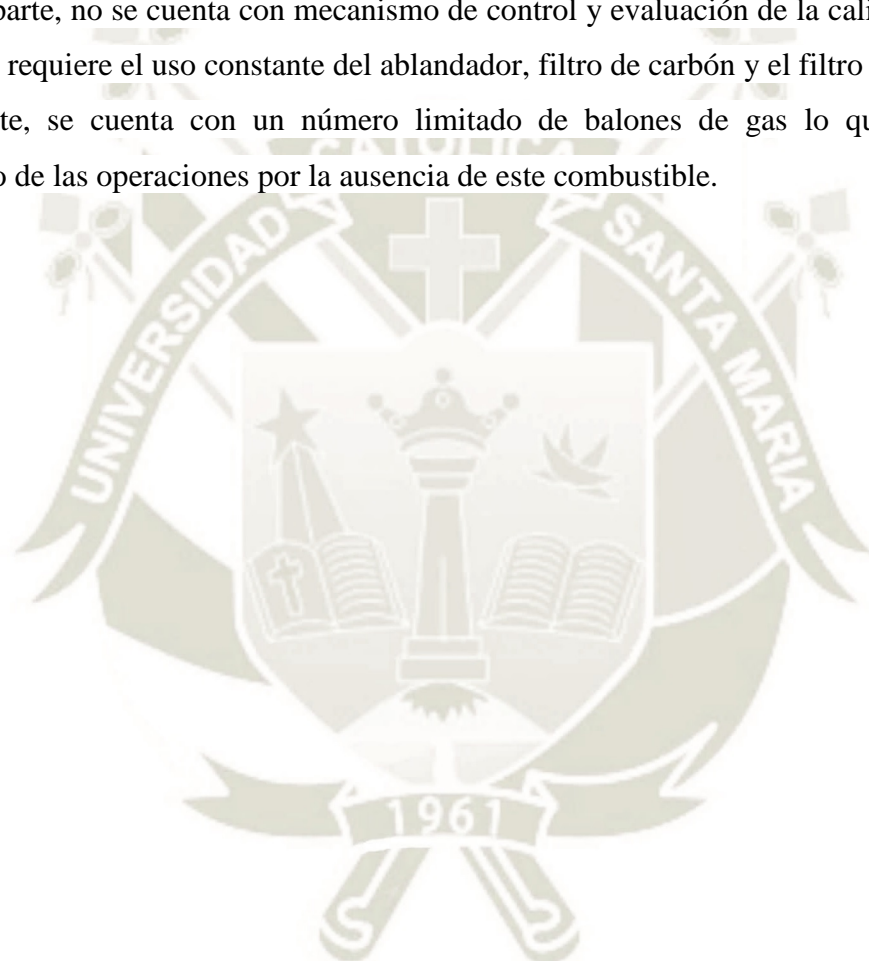 parte, no se cuenta con mecanismo de control y evaluación de la cali
requiere el uso constante del ablandador, filtro de carbón y el filtro
te, se cuenta con un número limitado de balones de gas lo qu
o de las operaciones por la ausencia de este combustible.
CATOLICA
UNIVERSIDAD
SANTA MARIA
1961